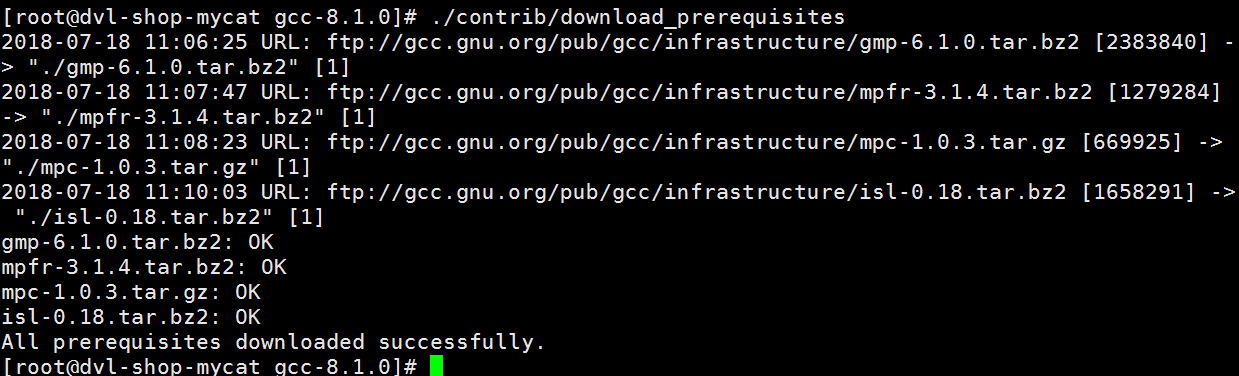 [root@dvl-shop-mycat gcc-8.1.0]# ./contrib/download_prerequisites
2018-07-18 11:06:25 URL: ftp://gcc.gnu.org/pub/gcc/infrastructure/gmp-6.1.0.tar.bz2 [2383840] -
> "./gmp-6.1.0.tar.bz2" [1]
2018-07-18 11:07:47 URL: ftp://gcc.gnu.org/pub/gcc/infrastructure/mpfr-3.1.4.tar.bz2 [1279284]
-> "./mpfr-3.1.4.tar.bz2" [1]
2018-07-18 11:08:23 URL: ftp://gcc.gnu.org/pub/gcc/infrastructure/mpc-1.0.3.tar.gz [669925] ->
"./mpc-1.0.3.tar.gz" [1]
2018-07-18 11:10:03 URL: ftp://gcc.gnu.org/pub/gcc/infrastructure/isl-0.18.tar.bz2 [1658291] ->
 "./isl-0.18.tar.bz2" [1]
gmp-6.1.0.tar.bz2: OK
mpfr-3.1.4.tar.bz2: OK
mpc-1.0.3.tar.gz: OK
isl-0.18.tar.bz2: OK
All prerequisites downloaded successfully.
[root@dvl-shop-mycat gcc-8.1.0]#